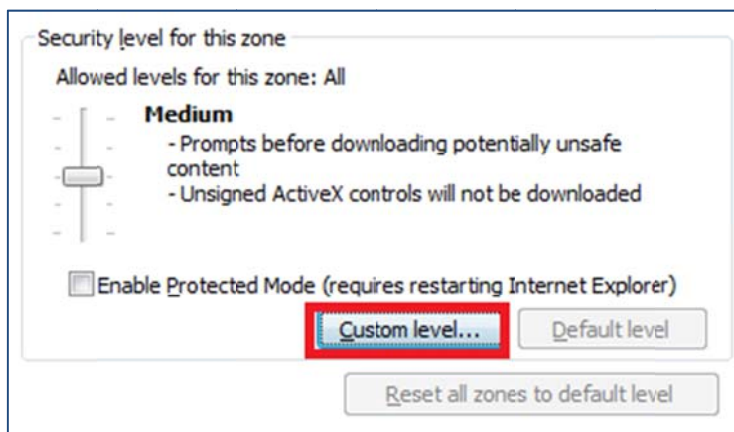 Security level for this zone
Allowed levels for this zone: All
Medium
- Prompts before downloading potentially unsafe
content
- Unsigned ActiveX controls will not be downloaded
Enable Protected Mode (requires restarting Internet Explorer)
Custom level... Default level
Reset all zones to default level